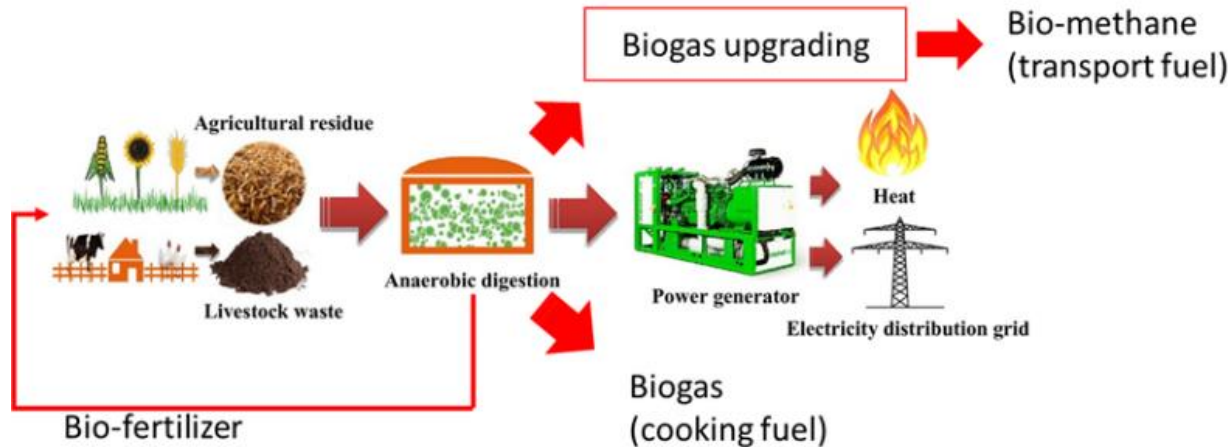 Biogas upgrading
Bio-methane
(transport fuel)
Agricultural residue
Livestock waste
Anaerobic digestion
Power generator
Heat
Electricity distribution grid
Bio-fertilizer
Biogas
(cooking fuel)